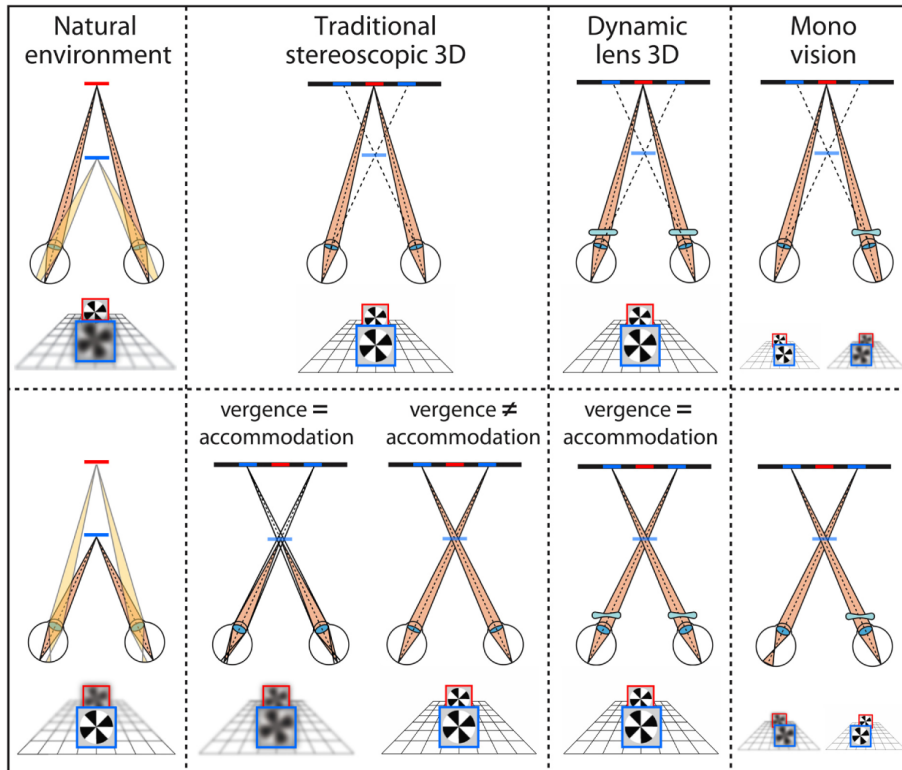 Natural
environment
Traditional
stereoscopic 3D
Dynamic
lens 3D
Mono
vision
vergence =
accommodation
vergence ≠
accommodation
vergence =
accommodation